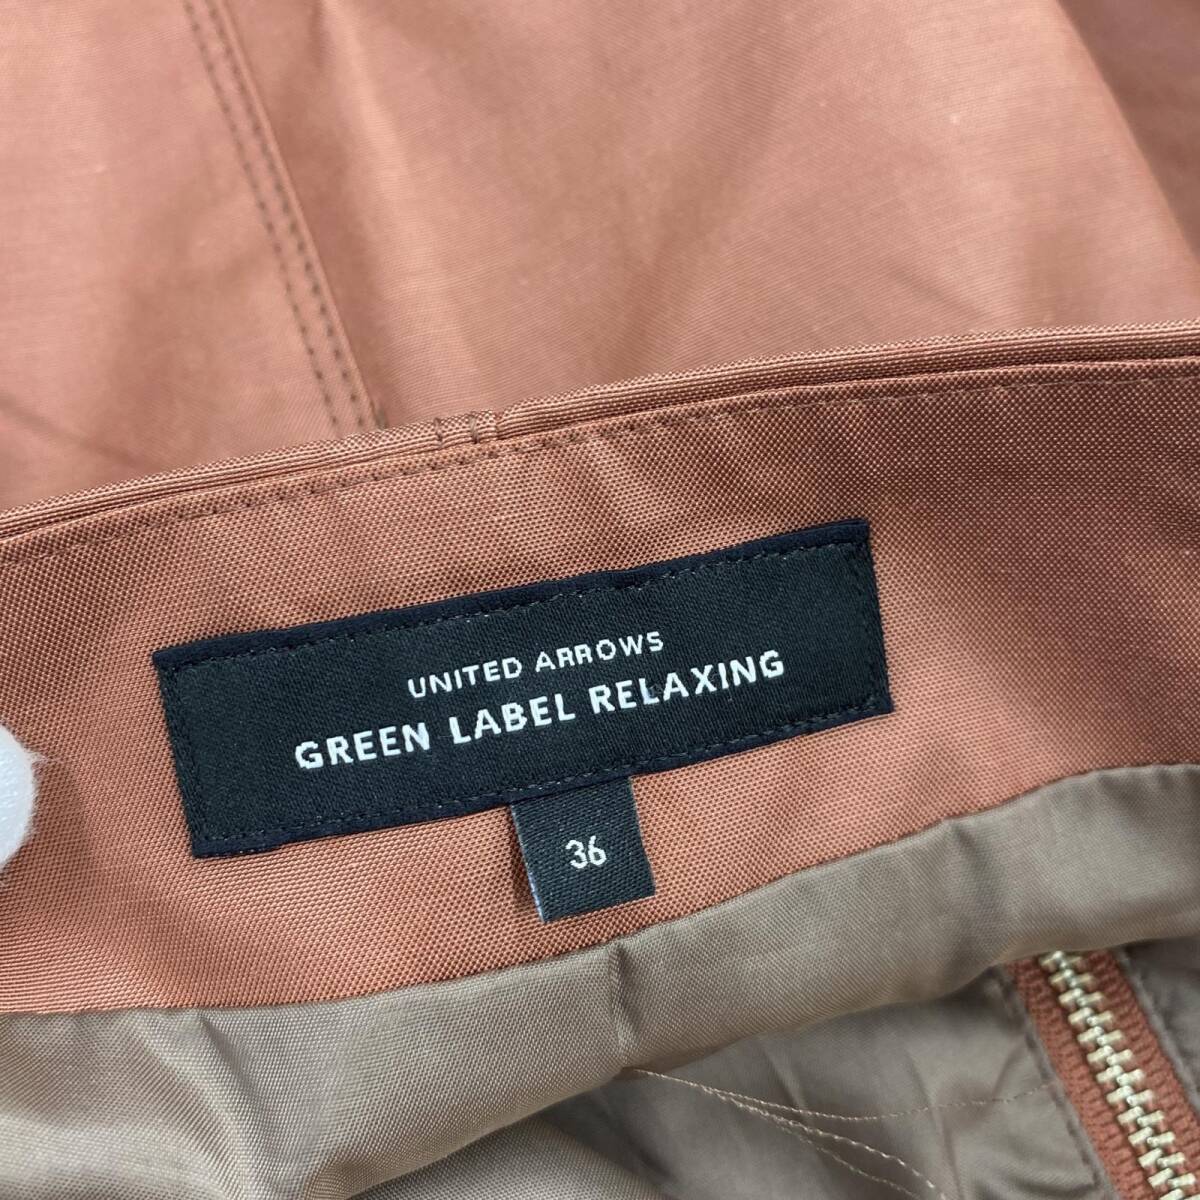 UNITED ARROWS
GREEN LABEL RELAXING
36